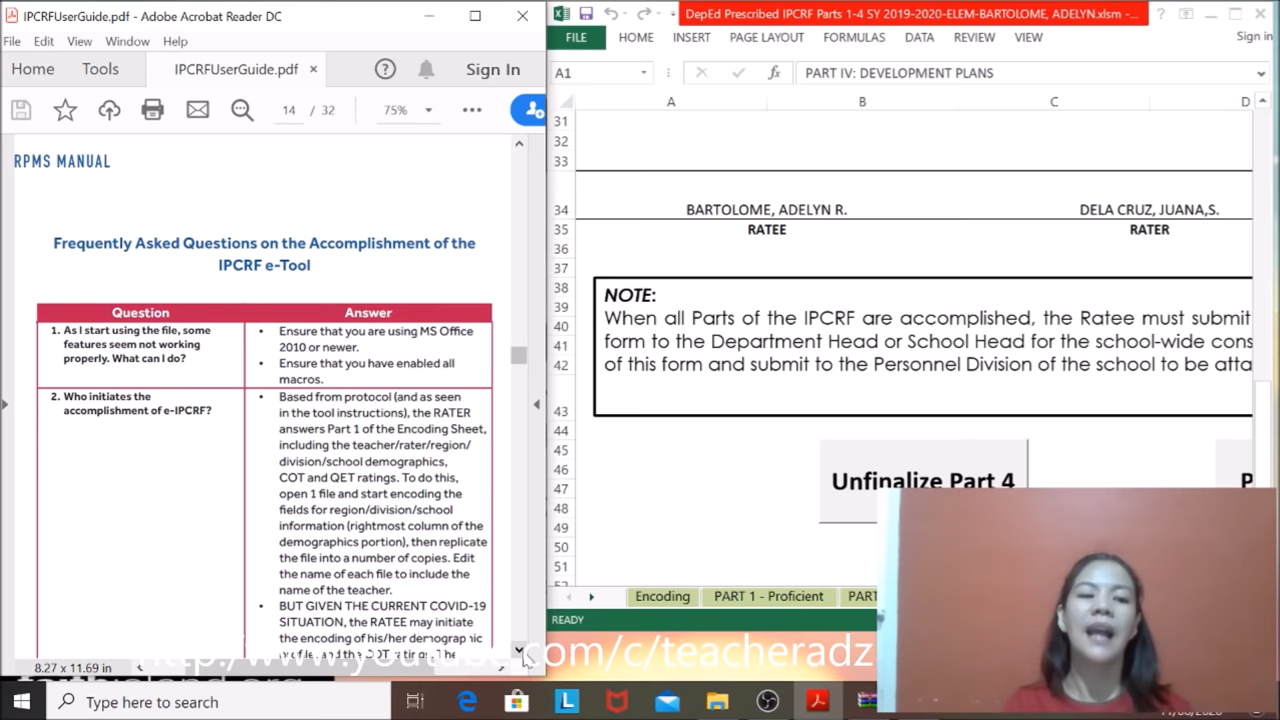 IPCRFUserGuide.pdf - Adobe Acrobat Reader DC
File Edit View Window Help
Home Tools IPCRFUserGuide.pdf × Sign In
14 / 32 75%
RPMS MANUAL
Frequently Asked Questions on the Accomplishment of the
IPCRF e-Tool
Question Answer
1. As I start using the file, some
features seem not working
properly. What can I do?
• Ensure that you are using MS Office
2010 or newer.
• Ensure that you have enabled all
macros.
2. Who initiates the
accomplishment of e-IPCRF?
• Based from protocol (and as seen
in the tool instructions), the RATER
answers Part 1 of the Encoding Sheet,
including the teacher/rater/region/
division/school demographics,
COT and QET ratings. To do this,
open 1 file and start encoding the
fields for region/division/school
information (rightmost column of the
demographics portion), then replicate
the file into a number of copies. Edit
the name of each file to include the
name of the teacher.
• BUT GIVEN THE CURRENT COVID-19
SITUATION, the RATEE may initiate
the encoding of his/her demographic
8.27 x 11.69 in
DepEd Prescribed IPCRF Parts 1-4 SY 2019-2020-ELEM-BARTOLOME, ADELYN.xlsm -...
FILE HOME INSERT PAGE LAYOUT FORMULAS DATA REVIEW VIEW Sign in
A1 fx PART IV: DEVELOPMENT PLANS
A B C D
31
32
33
34 BARTOLOME, ADELYN R. DELA CRUZ, JUANA,S.
35 RATEE RATER
36
37
38 NOTE:
39 When all Parts of the IPCRF are accomplished, the Ratee must submit
40
41 form to the Department Head or School Head for the school-wide cons
42 of this form and submit to the Personnel Division of the school to be atta
43
44
45
46 Unfinalize Part 4 P
47
48
49
50
51
Encoding PART 1 - Proficient PART
READY
http://www.youtube.com/c/teacheradz
Type here to search